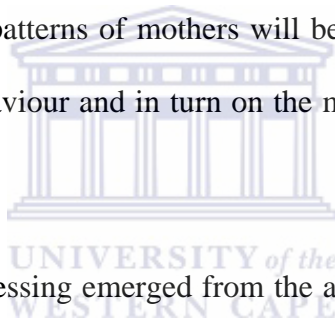 patterns of mothers will be
aviour and in turn on the m
UNIVERSITY of the
essing emerged from the a
WESTERN CAPE